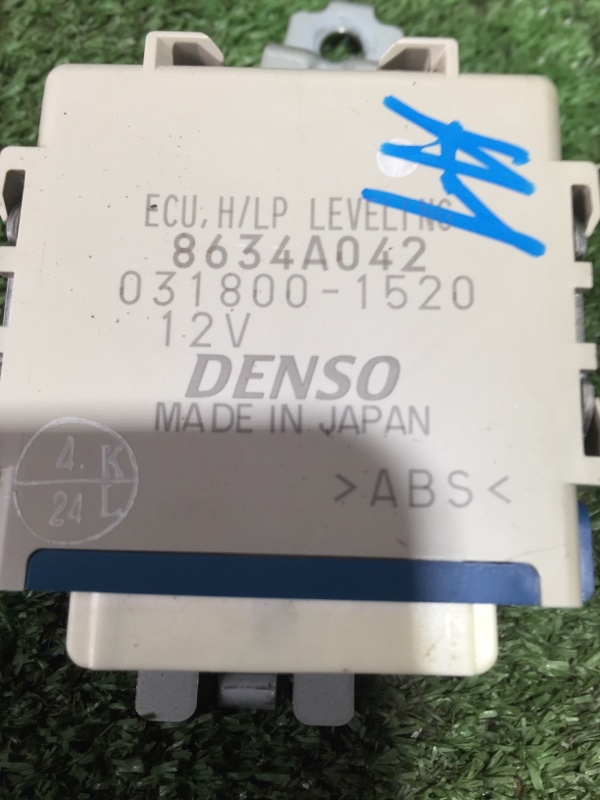 ECU, H/LP LEVELING
8634A042
031800-1520
12V
DENSO
MADE IN JAPAN
4. K
24 L
>ABS<